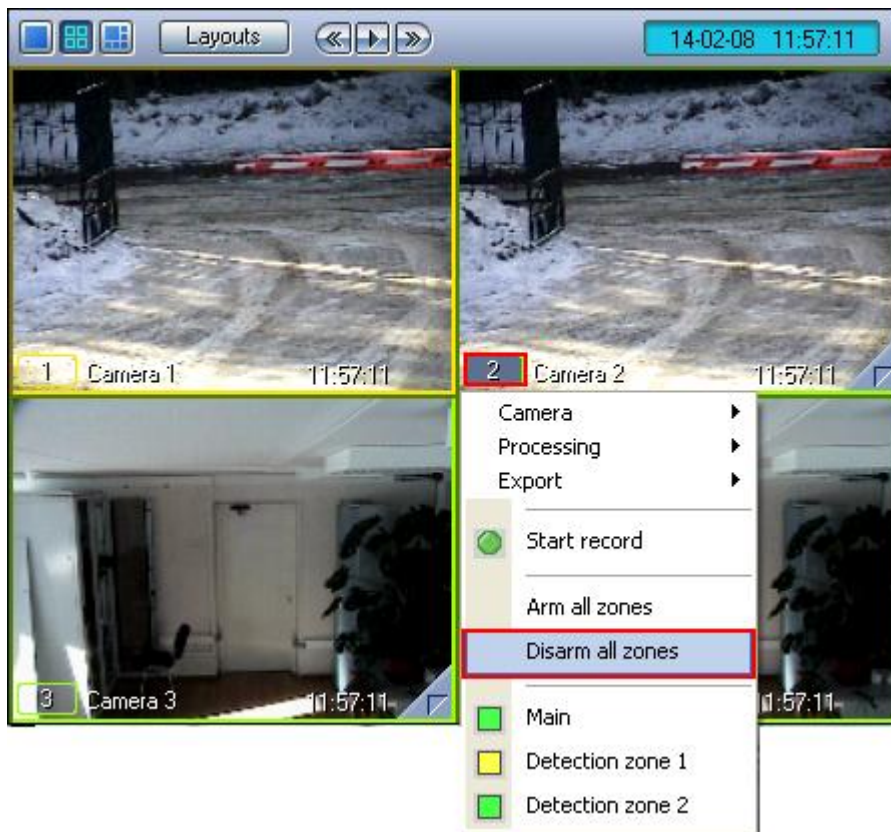 Layouts
14-02-08 11:57:11
1 Camera 1 11:57:11
2 Camera 2 11:57:11
Camera
Processing
Export
Start record
Arm all zones
Disarm all zones
Main
Detection zone 1
Detection zone 2
3 Camera 3 11:57:11
11:57:11